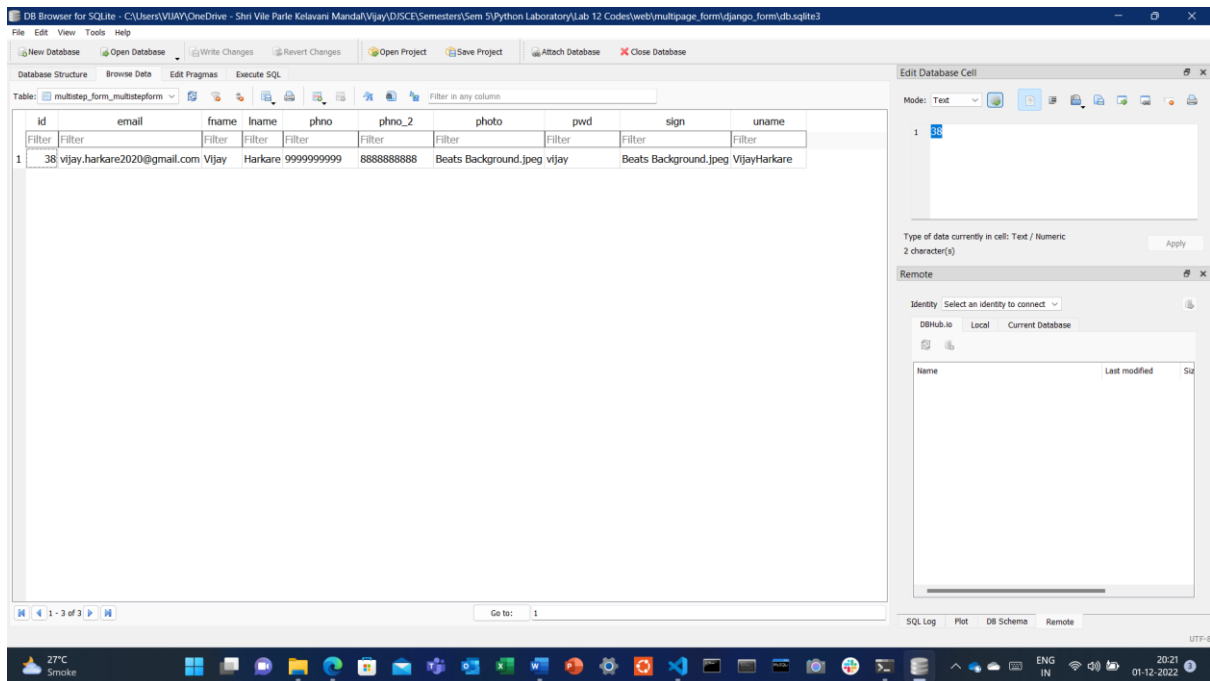 DB Browser for SQLite - C:\Users\VIJAY\OneDrive - Shri Vile Parle Kelavani Mandal\Vijay\DJSCE\Semesters\Sem 5\Python Laboratory\Lab 12 Codes\web\multipage_form\django_form\db.sqlite3
File Edit View Tools Help
New Database Open Database Write Changes Revert Changes Open Project Save Project Attach Database Close Database
Database Structure Browse Data Edit Pragmas Execute SQL
Table: multistep_form_multistepform Filter in any column
id email fname lname phno phno_2 photo pwd sign uname
Filter Filter Filter Filter Filter Filter Filter Filter Filter Filter
1 38 vijay.harkare2020@gmail.com Vijay Harkare 9999999999 8888888888 Beats Background.jpeg vijay Beats Background.jpeg VijayHarkare
1 - 3 of 3 Go to: 1
Edit Database Cell
Mode: Text
1 38
Type of data currently in cell: Text / Numeric
2 character(s)
Apply
Remote
Identity Select an identity to connect
DBHub.io Local Current Database
Name Last modified Siz
SQL Log Plot DB Schema Remote
UTF-8
27°C
Smoke
ENG
IN
20:21
01-12-2022
3